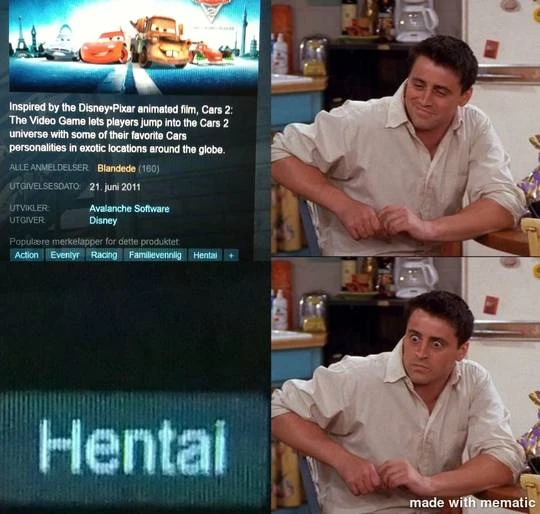 Inspired by the Disney•Pixar animated film, Cars 2:
The Video Game lets players jump into the Cars 2
universe with some of their favorite Cars
personalities in exotic locations around the globe.
ALLE ANMELDELSER: Blandede (160)
UTGIVELSESDATO: 21. juni 2011
UTVIKLER: Avalanche Software
UTGIVER: Disney
Populære merkelapper for dette produktet:
Action Eventyr Racing Familievennlig Hentai +
Hentai
made with mematic